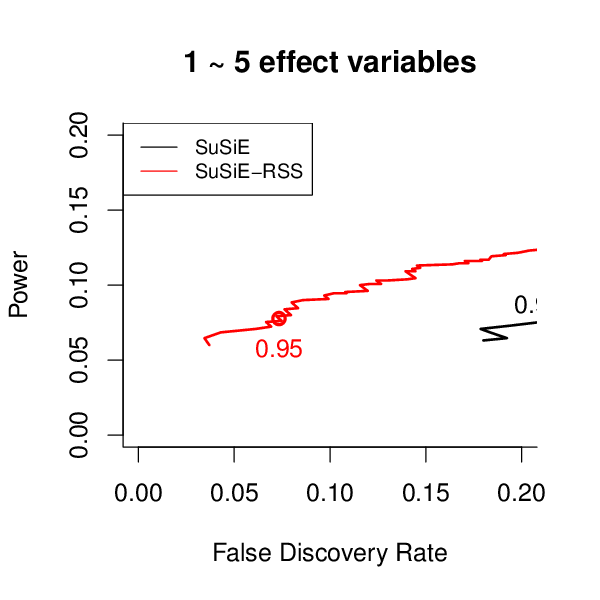 1 ~ 5 effect variables
SuSiE
SuSiE−RSS
Power
0.20
0.15
0.10
0.05
0.00
0.95
0.00 0.05 0.10 0.15 0.20
False Discovery Rate